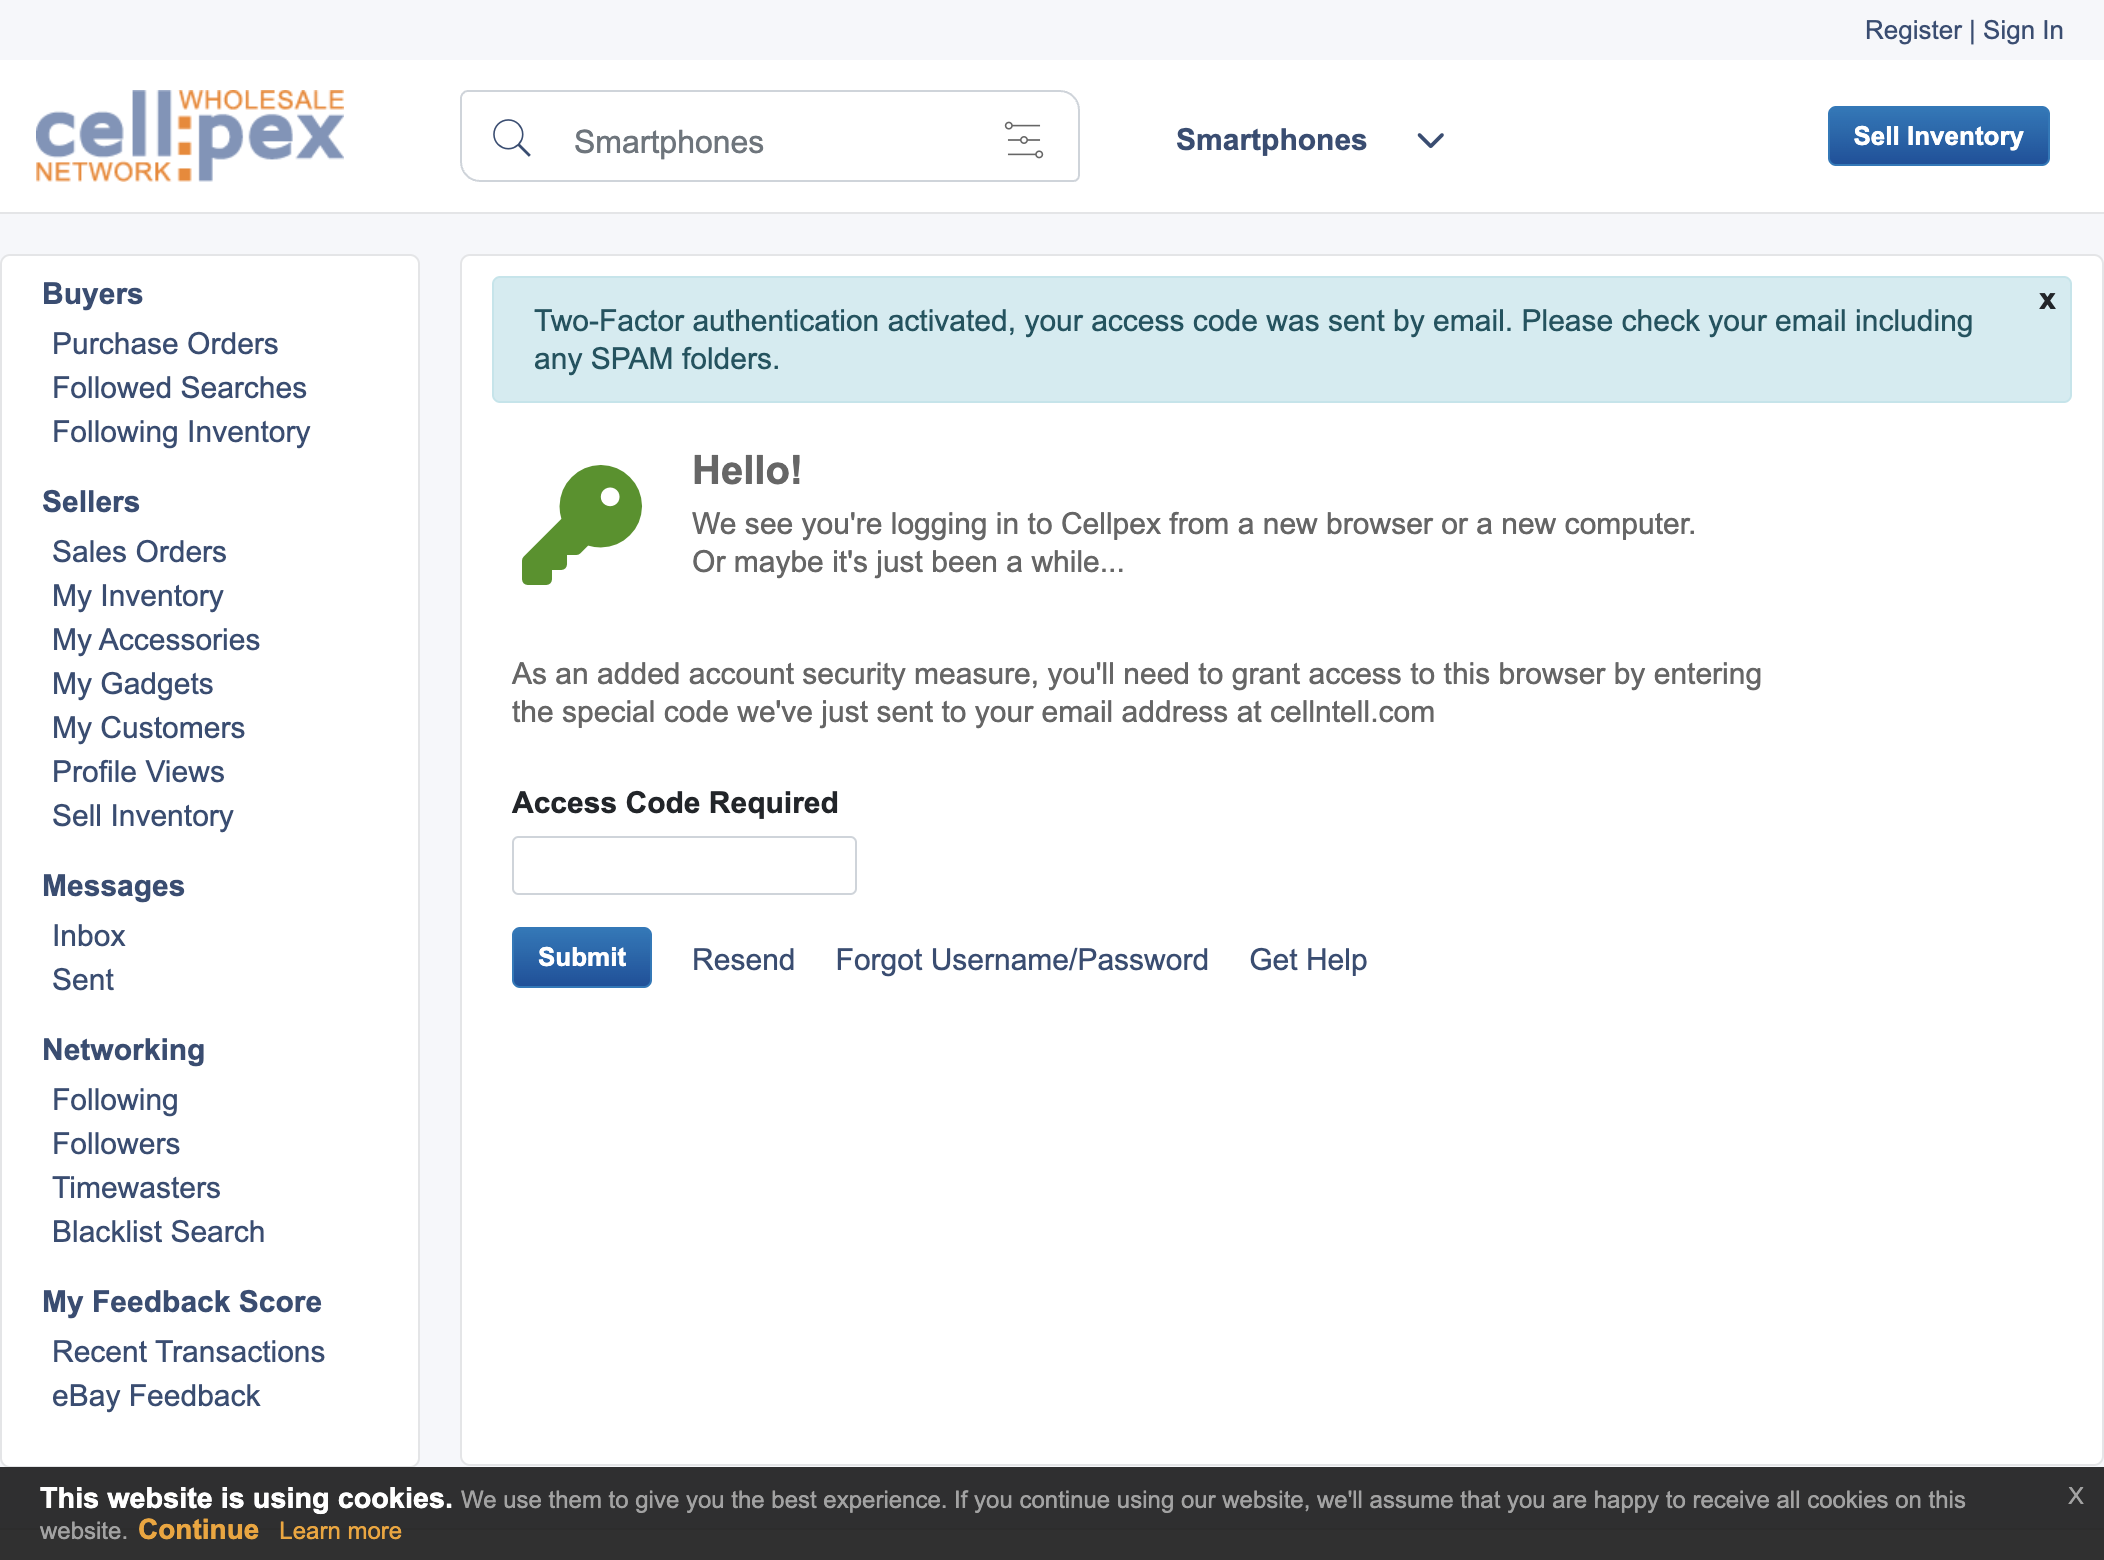 Register | Sign In
WHOLESALE
cell:pex
NETWORK
Smartphones
Smartphones
Sell Inventory
Buyers
Purchase Orders
Followed Searches
Following Inventory
Sellers
Sales Orders
My Inventory
My Accessories
My Gadgets
My Customers
Profile Views
Sell Inventory
Messages
Inbox
Sent
Networking
Following
Followers
Timewasters
Blacklist Search
My Feedback Score
Recent Transactions
eBay Feedback
x
Two-Factor authentication activated, your access code was sent by email. Please check your email including
any SPAM folders.
Hello!
We see you're logging in to Cellpex from a new browser or a new computer.
Or maybe it's just been a while...
As an added account security measure, you'll need to grant access to this browser by entering
the special code we've just sent to your email address at cellntell.com
Access Code Required
Submit Resend Forgot Username/Password Get Help
This website is using cookies. We use them to give you the best experience. If you continue using our website, we'll assume that you are happy to receive all cookies on this
website. Continue Learn more
X